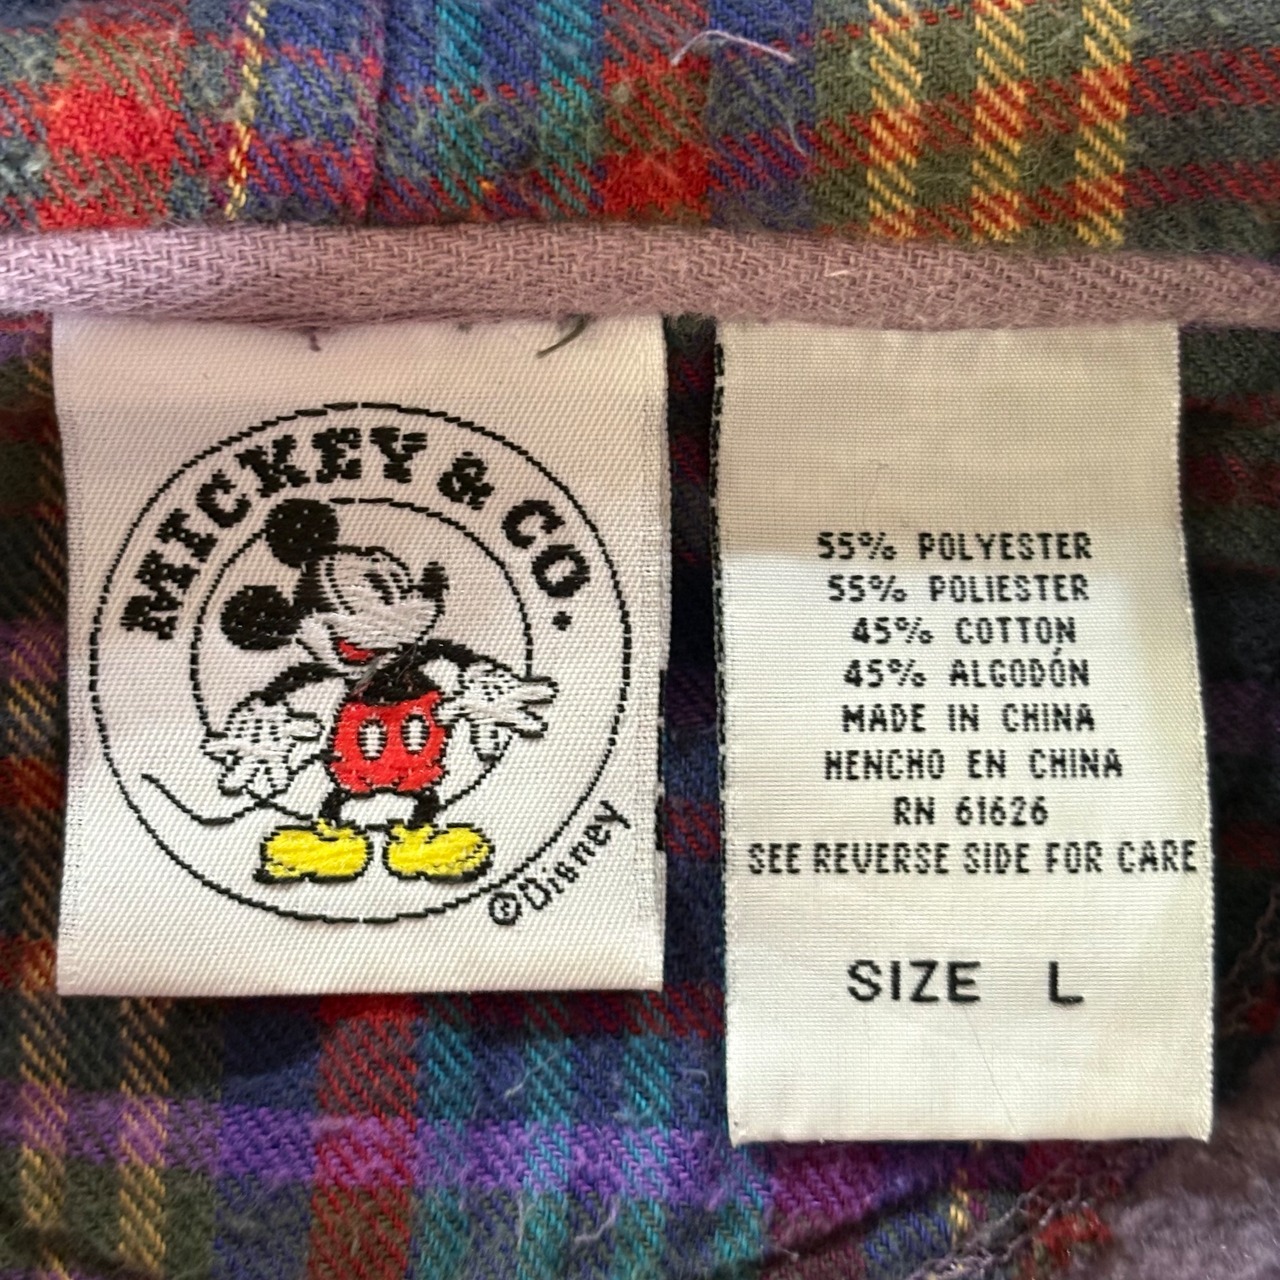 MICKEY & CO.
©Disney
55% POLYESTER
55% POLIESTER
45% COTTON
45% ALGODÓN
MADE IN CHINA
HENCHO EN CHINA
RN 61626
SEE REVERSE SIDE FOR CARE
SIZE L